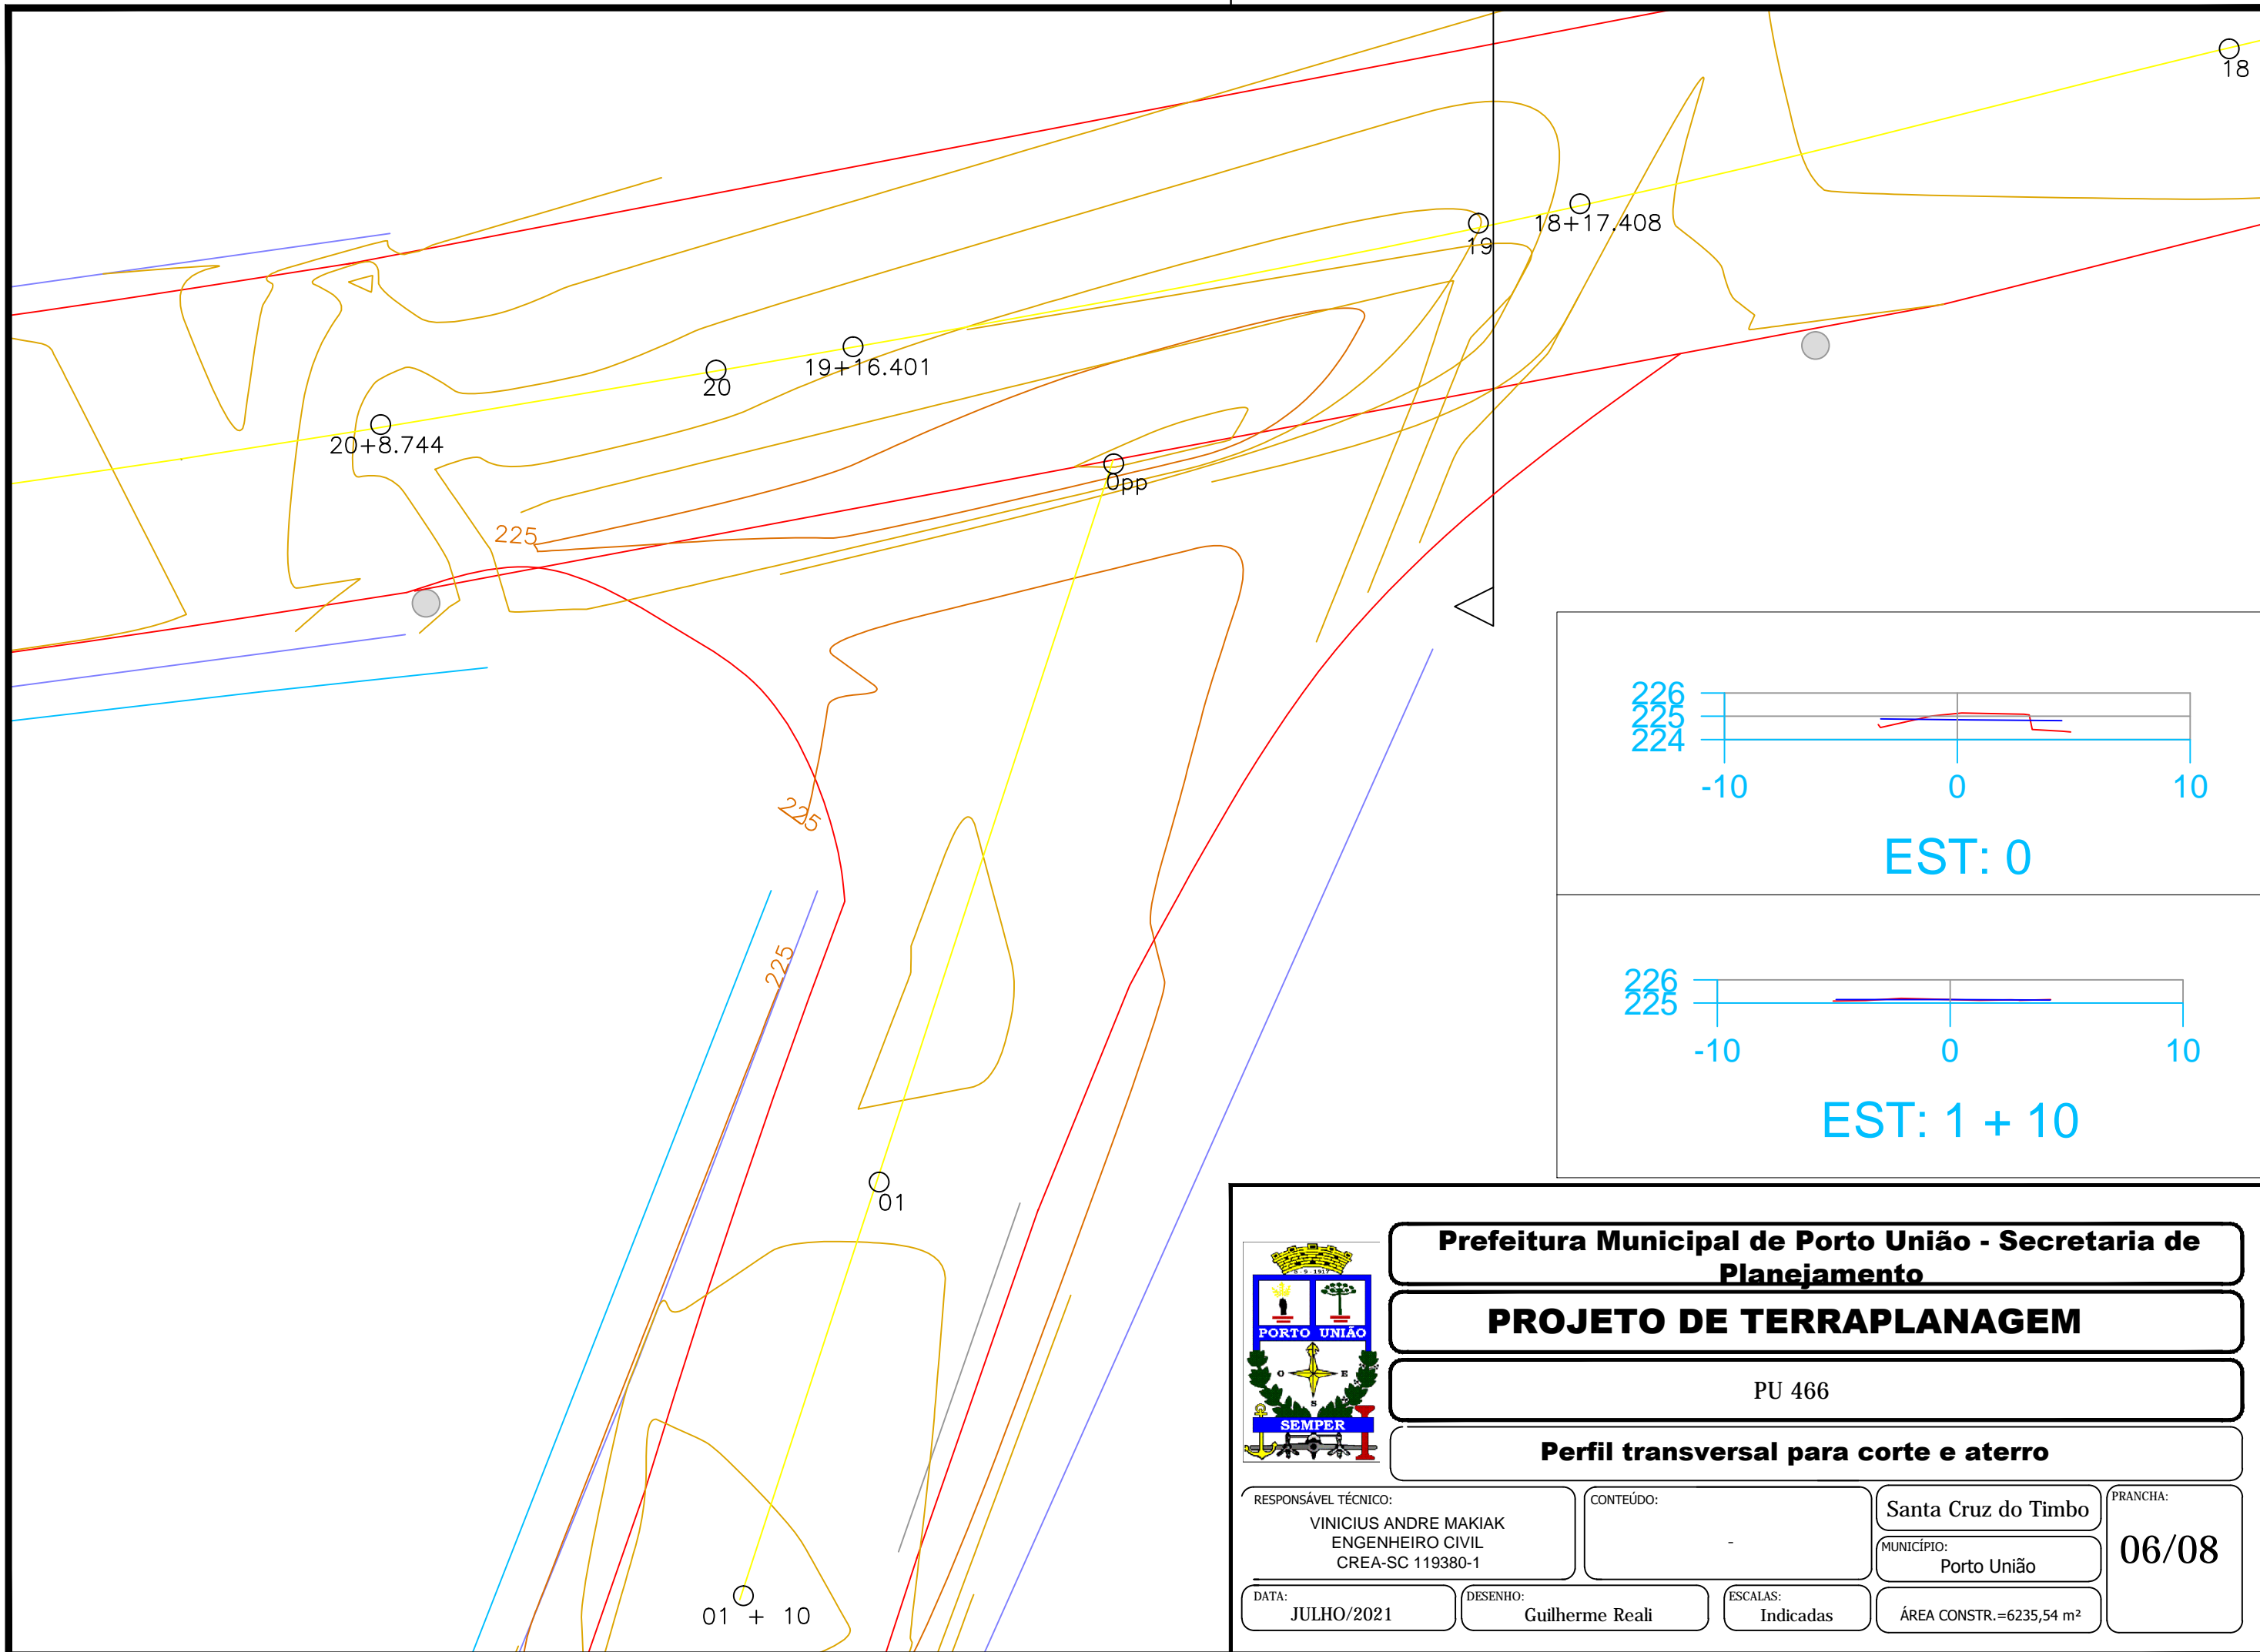 18
18+17.408
19
19+16.401
20
20+8.744
0pp
225
225
225
01
01 + 10
226
225
224
-10 0 10
EST: 0
226
225
-10 0 10
EST: 1 + 10
Prefeitura Municipal de Porto União - Secretaria de
Planejamento
PROJETO DE TERRAPLANAGEM
PU 466
Perfil transversal para corte e aterro
5 - 9 - 1917
PORTO UNIÃO
O E
S
SEMPER
RESPONSÁVEL TÉCNICO:
VINICIUS ANDRE MAKIAK
ENGENHEIRO CIVIL
CREA-SC 119380-1
CONTEÚDO:
-
Santa Cruz do Timbo
MUNICÍPIO:
Porto União
PRANCHA:
06/08
DATA:
JULHO/2021
DESENHO:
Guilherme Reali
ESCALAS:
Indicadas
ÁREA CONSTR.=6235,54 m²